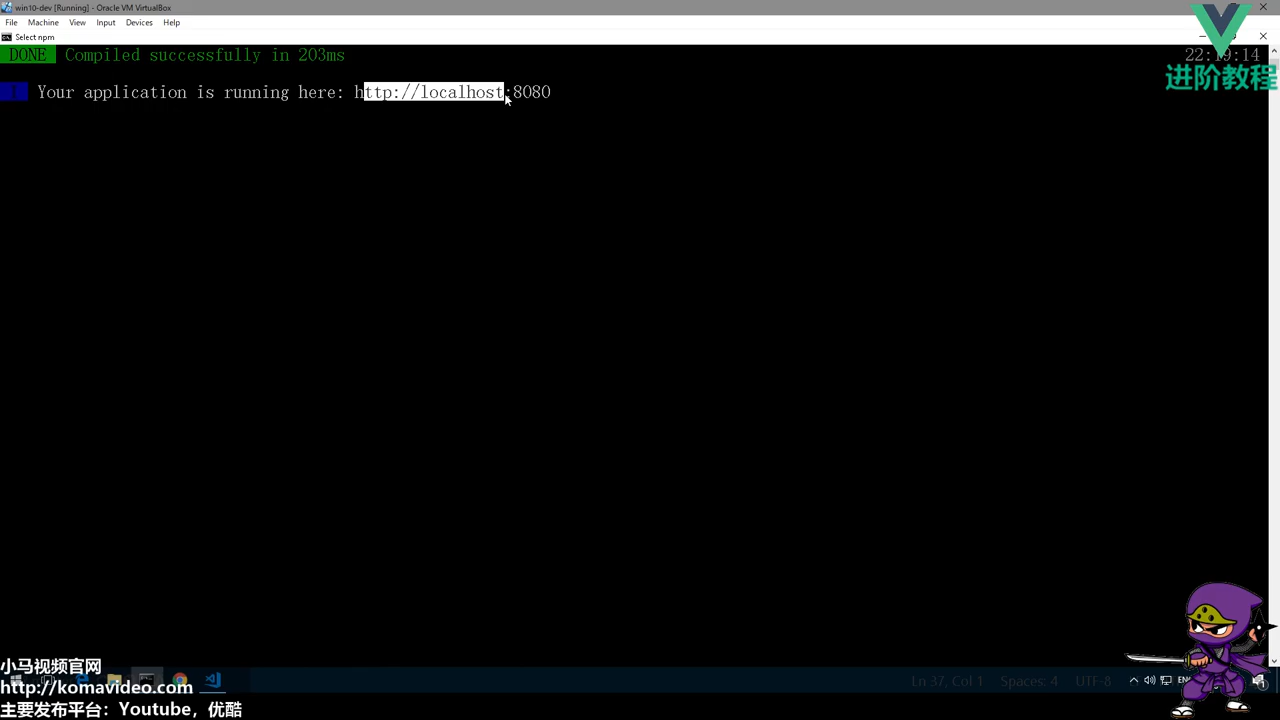 win10-dev [Running] - Oracle VM VirtualBox
File Machine View Input Devices Help
Select npm
DONE Compiled successfully in 203ms 22:19:14
进阶教程
I Your application is running here: http://localhost:8080
小马视频官网
http://komavideo.com
主要发布平台：Youtube，优酷
Ln 37, Col 1 Spaces: 4 UTF-8